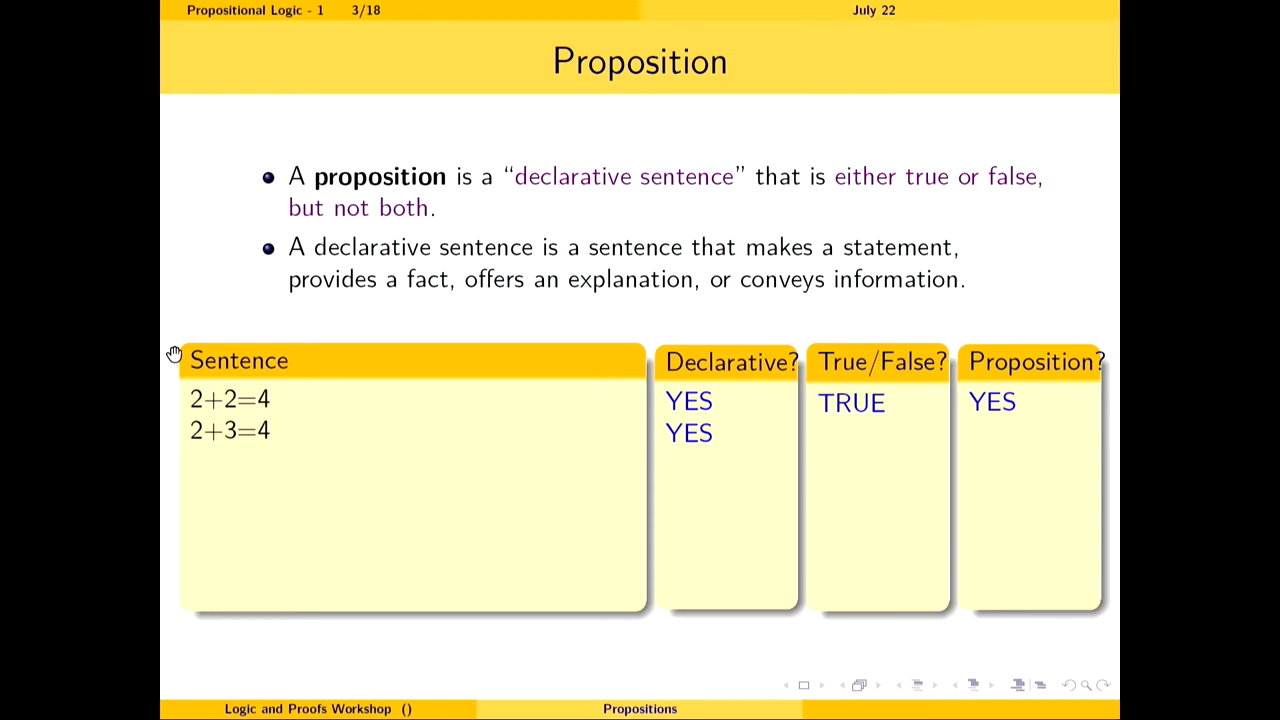 Propositional Logic - 1 3/18 July 22
Proposition
A proposition is a “declarative sentence” that is either true or false,
but not both.
A declarative sentence is a sentence that makes a statement,
provides a fact, offers an explanation, or conveys information.
Sentence Declarative? True/False? Proposition?
2+2=4 YES TRUE YES
2+3=4 YES
Logic and Proofs Workshop () Propositions